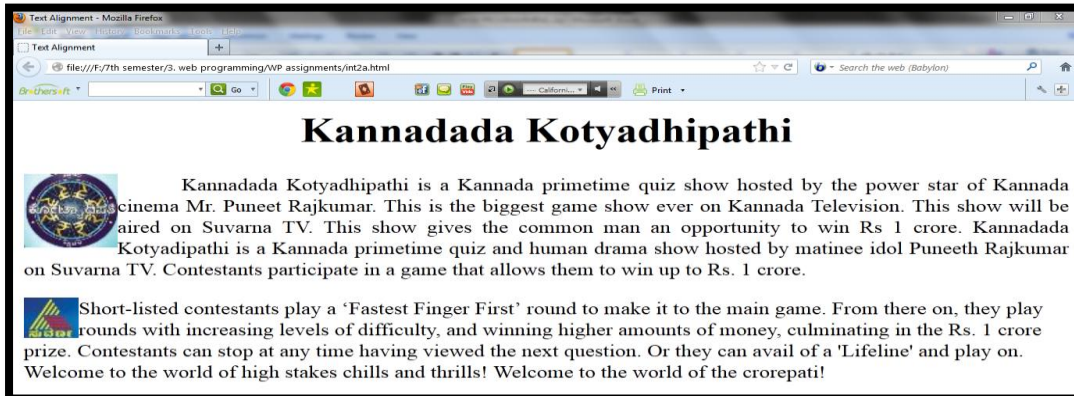 Text Alignment - Mozilla Firefox
File Edit View History Bookmarks Tools Help
Text Alignment
file:///F:/7th semester/3. web programming/WP assignments/int2a.html
Search the web (Babylon)
Brothersoft Go Californi... Print
Kannadada Kotyadhipathi
Kannadada Kotyadhipathi is a Kannada primetime quiz show hosted by the power star of Kannada
cinema Mr. Puneet Rajkumar. This is the biggest game show ever on Kannada Television. This show will be
aired on Suvarna TV. This show gives the common man an opportunity to win Rs 1 crore. Kannadada
Kotyadipathi is a Kannada primetime quiz and human drama show hosted by matinee idol Puneeth Rajkumar
on Suvarna TV. Contestants participate in a game that allows them to win up to Rs. 1 crore.
Short-listed contestants play a ‘Fastest Finger First’ round to make it to the main game. From there on, they play
rounds with increasing levels of difficulty, and winning higher amounts of money, culminating in the Rs. 1 crore
prize. Contestants can stop at any time having viewed the next question. Or they can avail of a 'Lifeline' and play on.
Welcome to the world of high stakes chills and thrills! Welcome to the world of the crorepati!